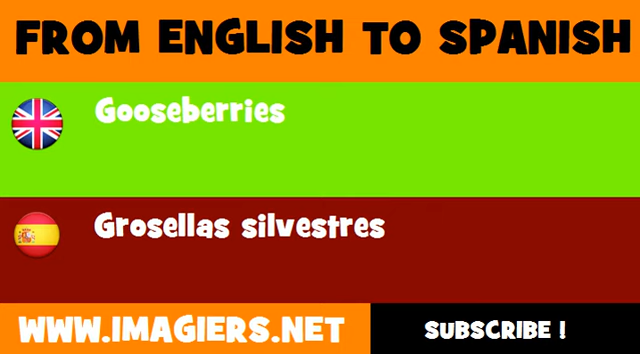 FROM ENGLISH TO SPANISH
Gooseberries
Grosellas silvestres
WWW.IMAGIERS.NET
SUBSCRIBE !